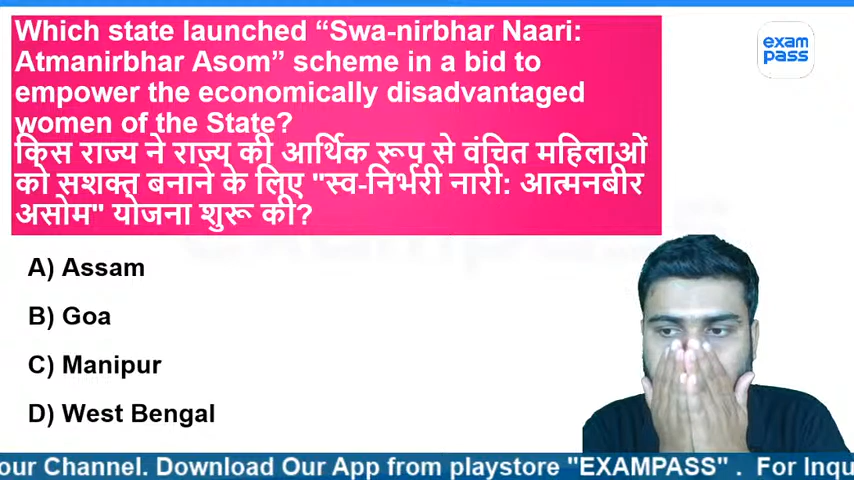 Which state launched “Swa-nirbhar Naari:
Atmanirbhar Asom” scheme in a bid to
empower the economically disadvantaged
women of the State?
किस राज्य ने राज्य की आर्थिक रूप से वंचित महिलाओं
को सशक्त बनाने के लिए "स्व-निर्भरी नारी: आत्मनबीर
असोम" योजना शुरू की?
exam
pass
A) Assam
B) Goa
C) Manipur
D) West Bengal
our Channel. Download Our App from playstore "EXAMPASS" . For Inqu